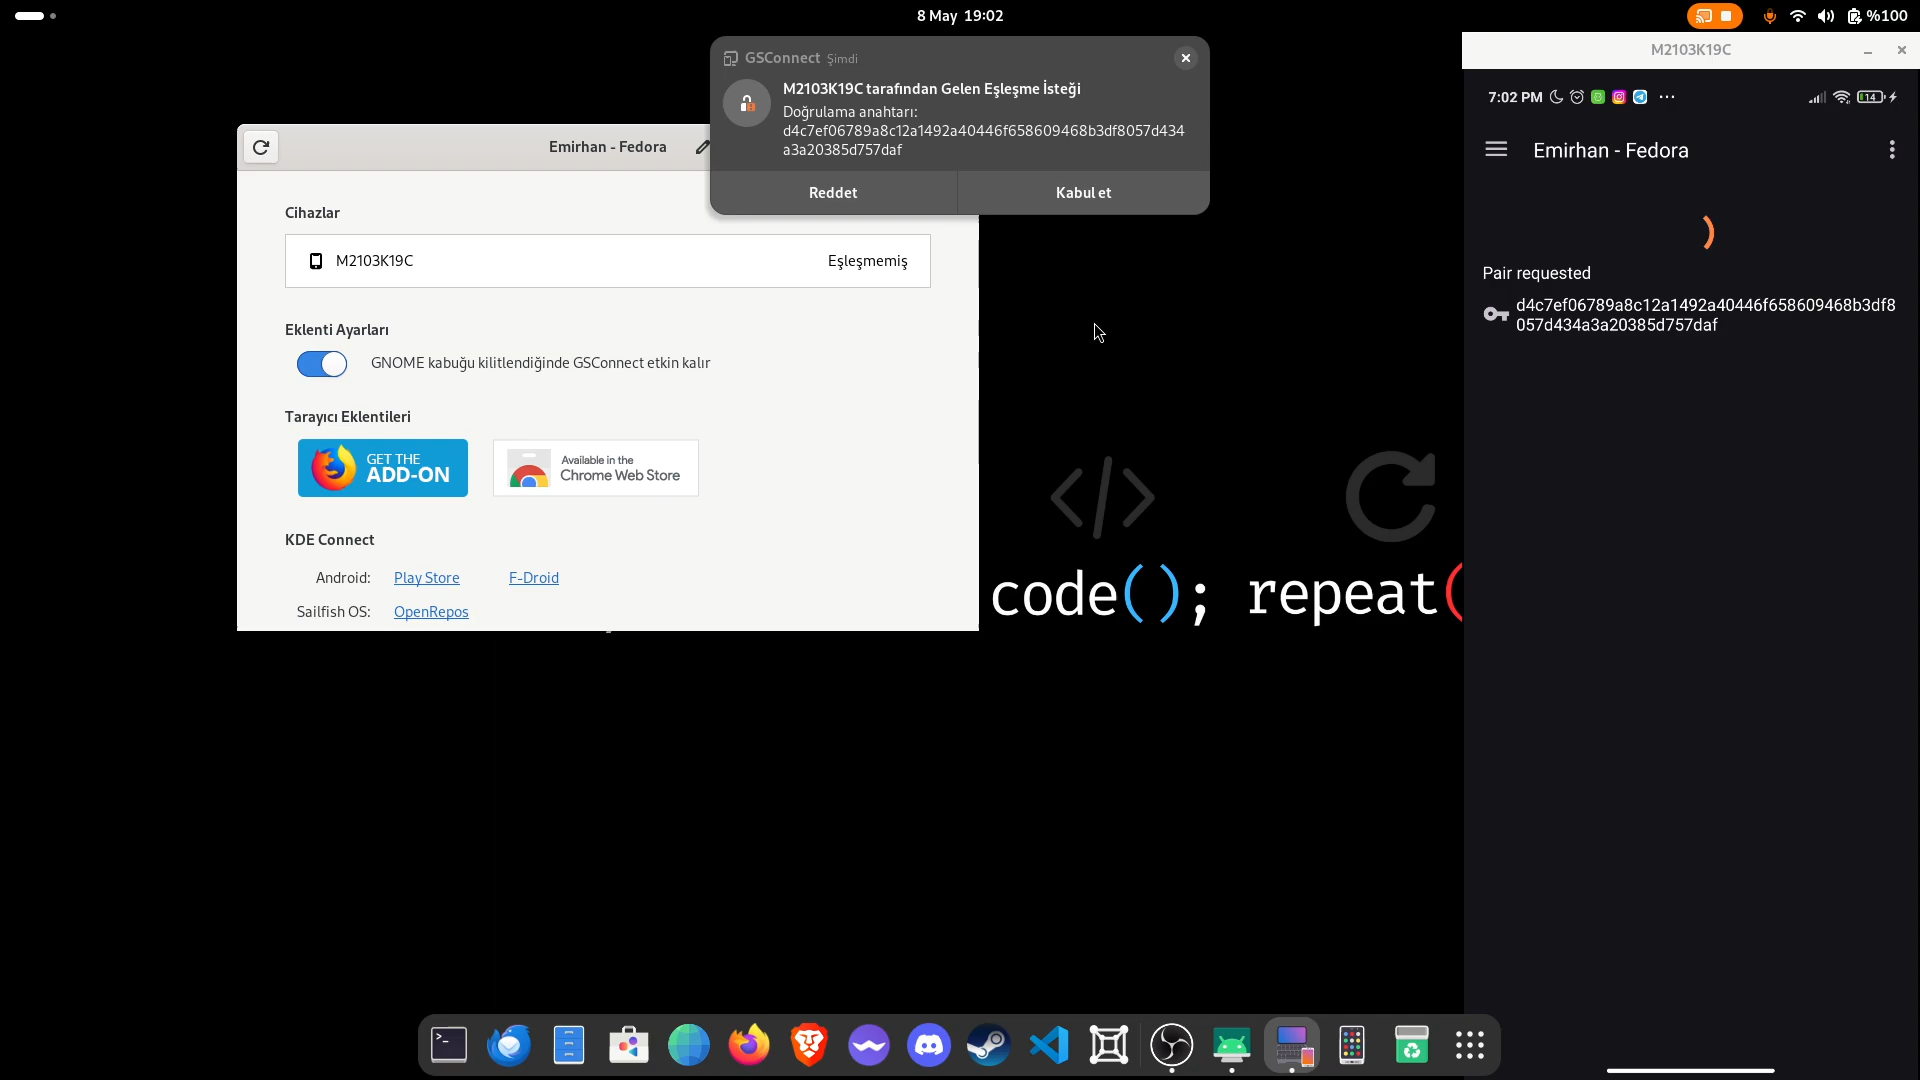 8 May 19:02
%100
GSConnect Şimdi
M2103K19C tarafından Gelen Eşleşme İsteği
Doğrulama anahtarı:
d4c7ef06789a8c12a1492a40446f658609468b3df8057d434
a3a20385d757daf
Reddet
Kabul et
Emirhan - Fedora
Cihazlar
M2103K19C
Eşleşmemiş
Eklenti Ayarları
GNOME kabuğu kilitlendiğinde GSConnect etkin kalır
Tarayıcı Eklentileri
GET THE
ADD-ON
Available in the
Chrome Web Store
KDE Connect
Android: Play Store F-Droid
Sailfish OS: OpenRepos
code(); repeat(
M2103K19C
7:02 PM
14
Emirhan - Fedora
Pair requested
d4c7ef06789a8c12a1492a40446f658609468b3df8
057d434a3a20385d757daf